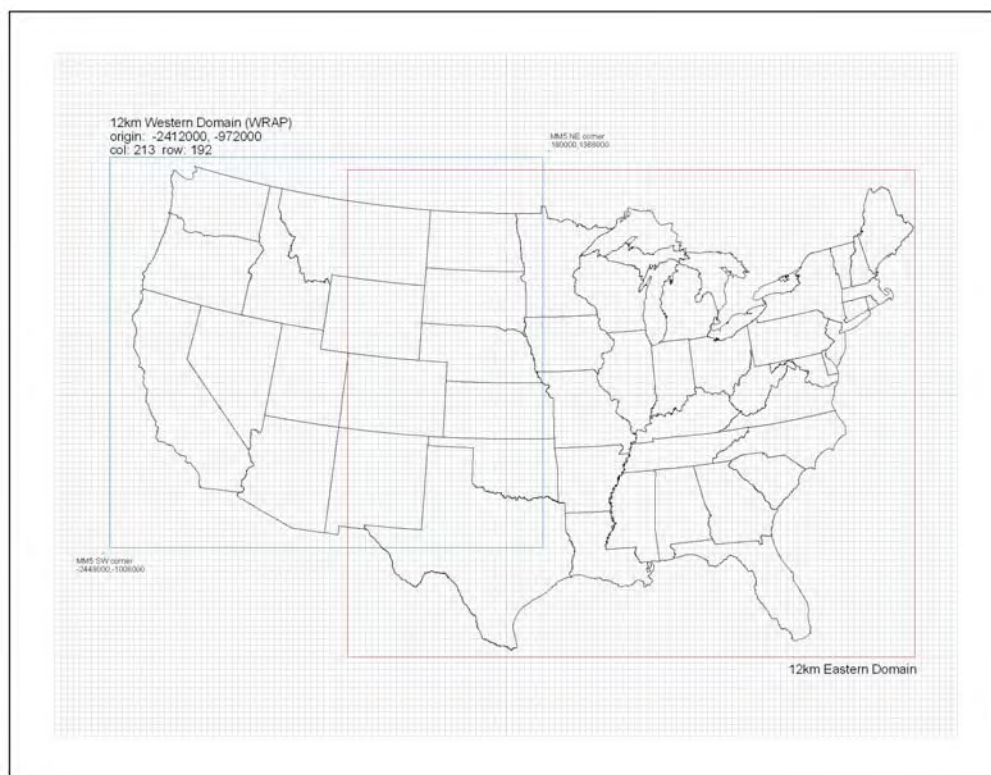 12km Western Domain (WRAP)
origin: -2412000, -972000
col: 213 row: 192
MM5 NE corner
180000,1368000
MM5 SW corner
-2448000,-1008000
12km Eastern Domain